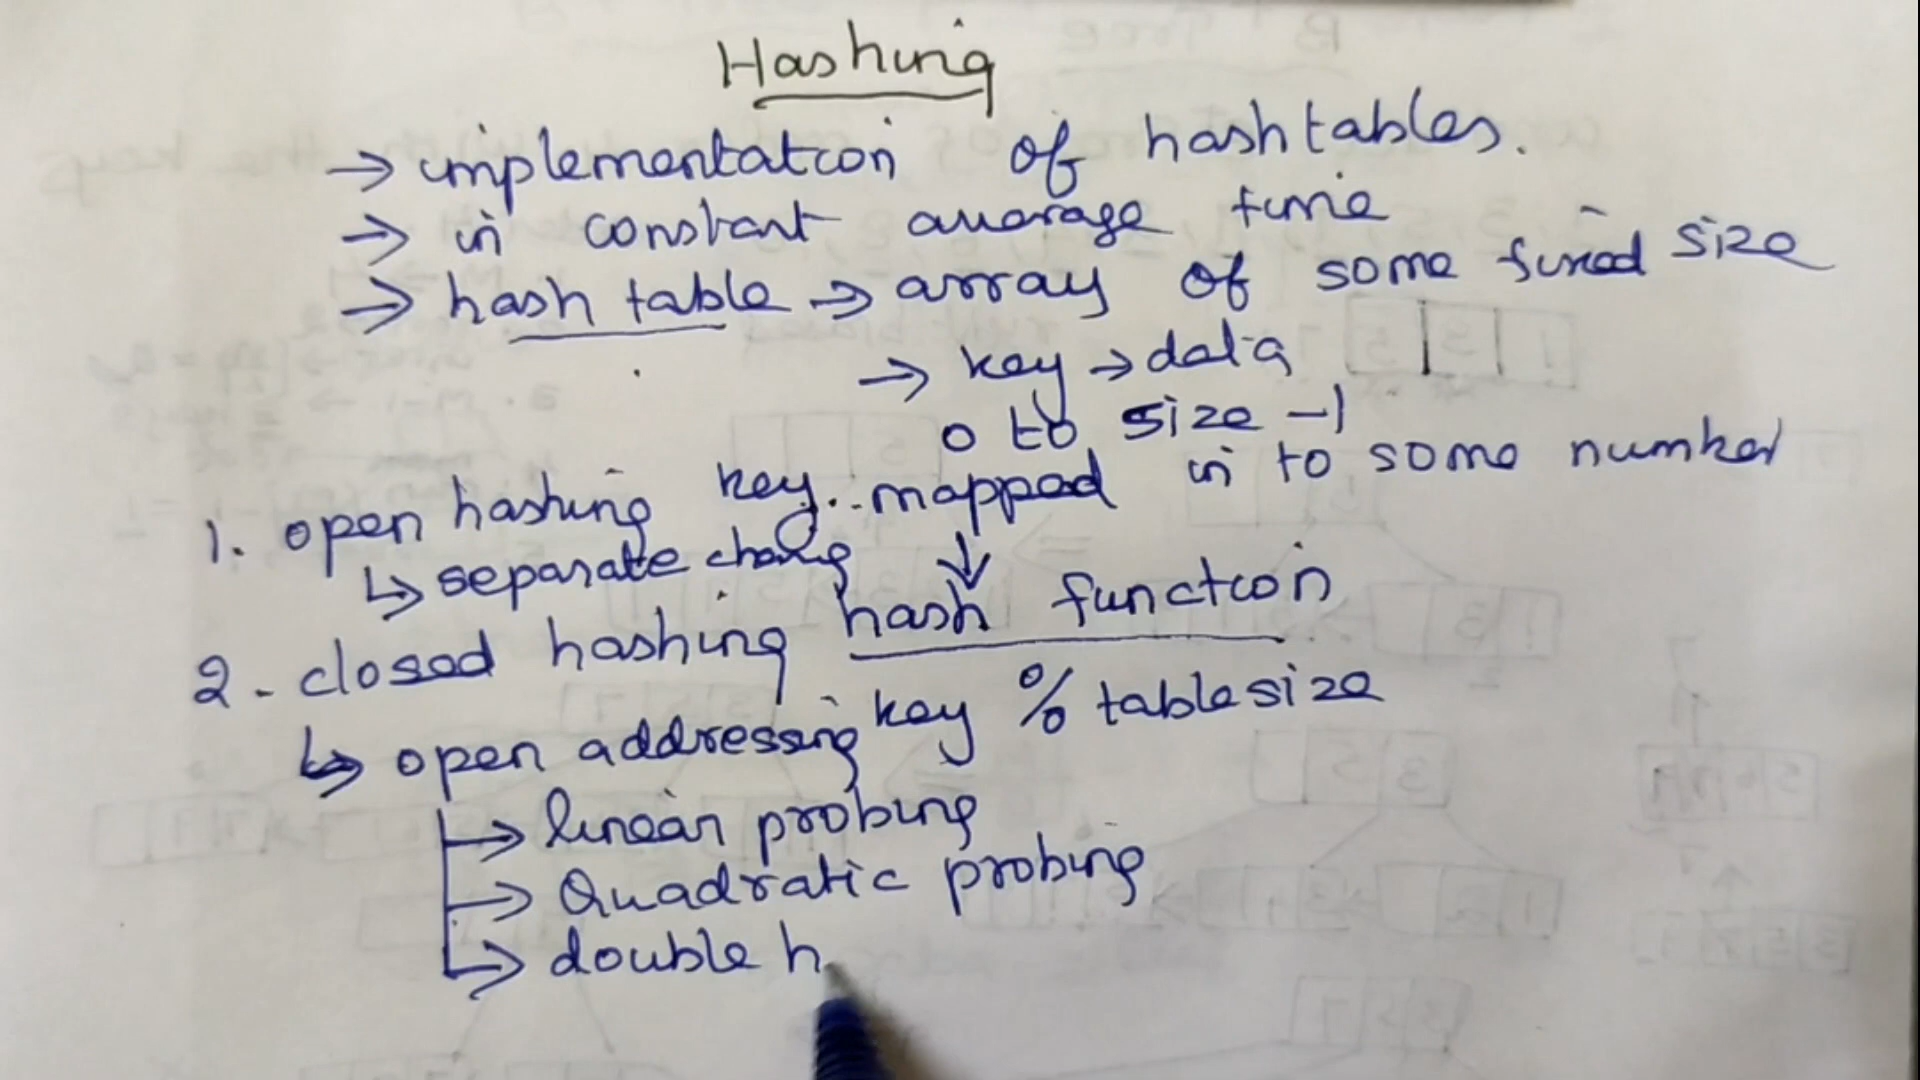 Hashing
→ implementation of hashtables.
→ in constant average time
→ hash table → array of some fixed size
→ key → data
0 to size -1
key... mapped in to some number
1. open hashing
↳ separate chaing
↓
hash function
2. closed hashing
key % tablesize
↳ open addressing
→ linear probing
→ Quadratic probing
→ double h